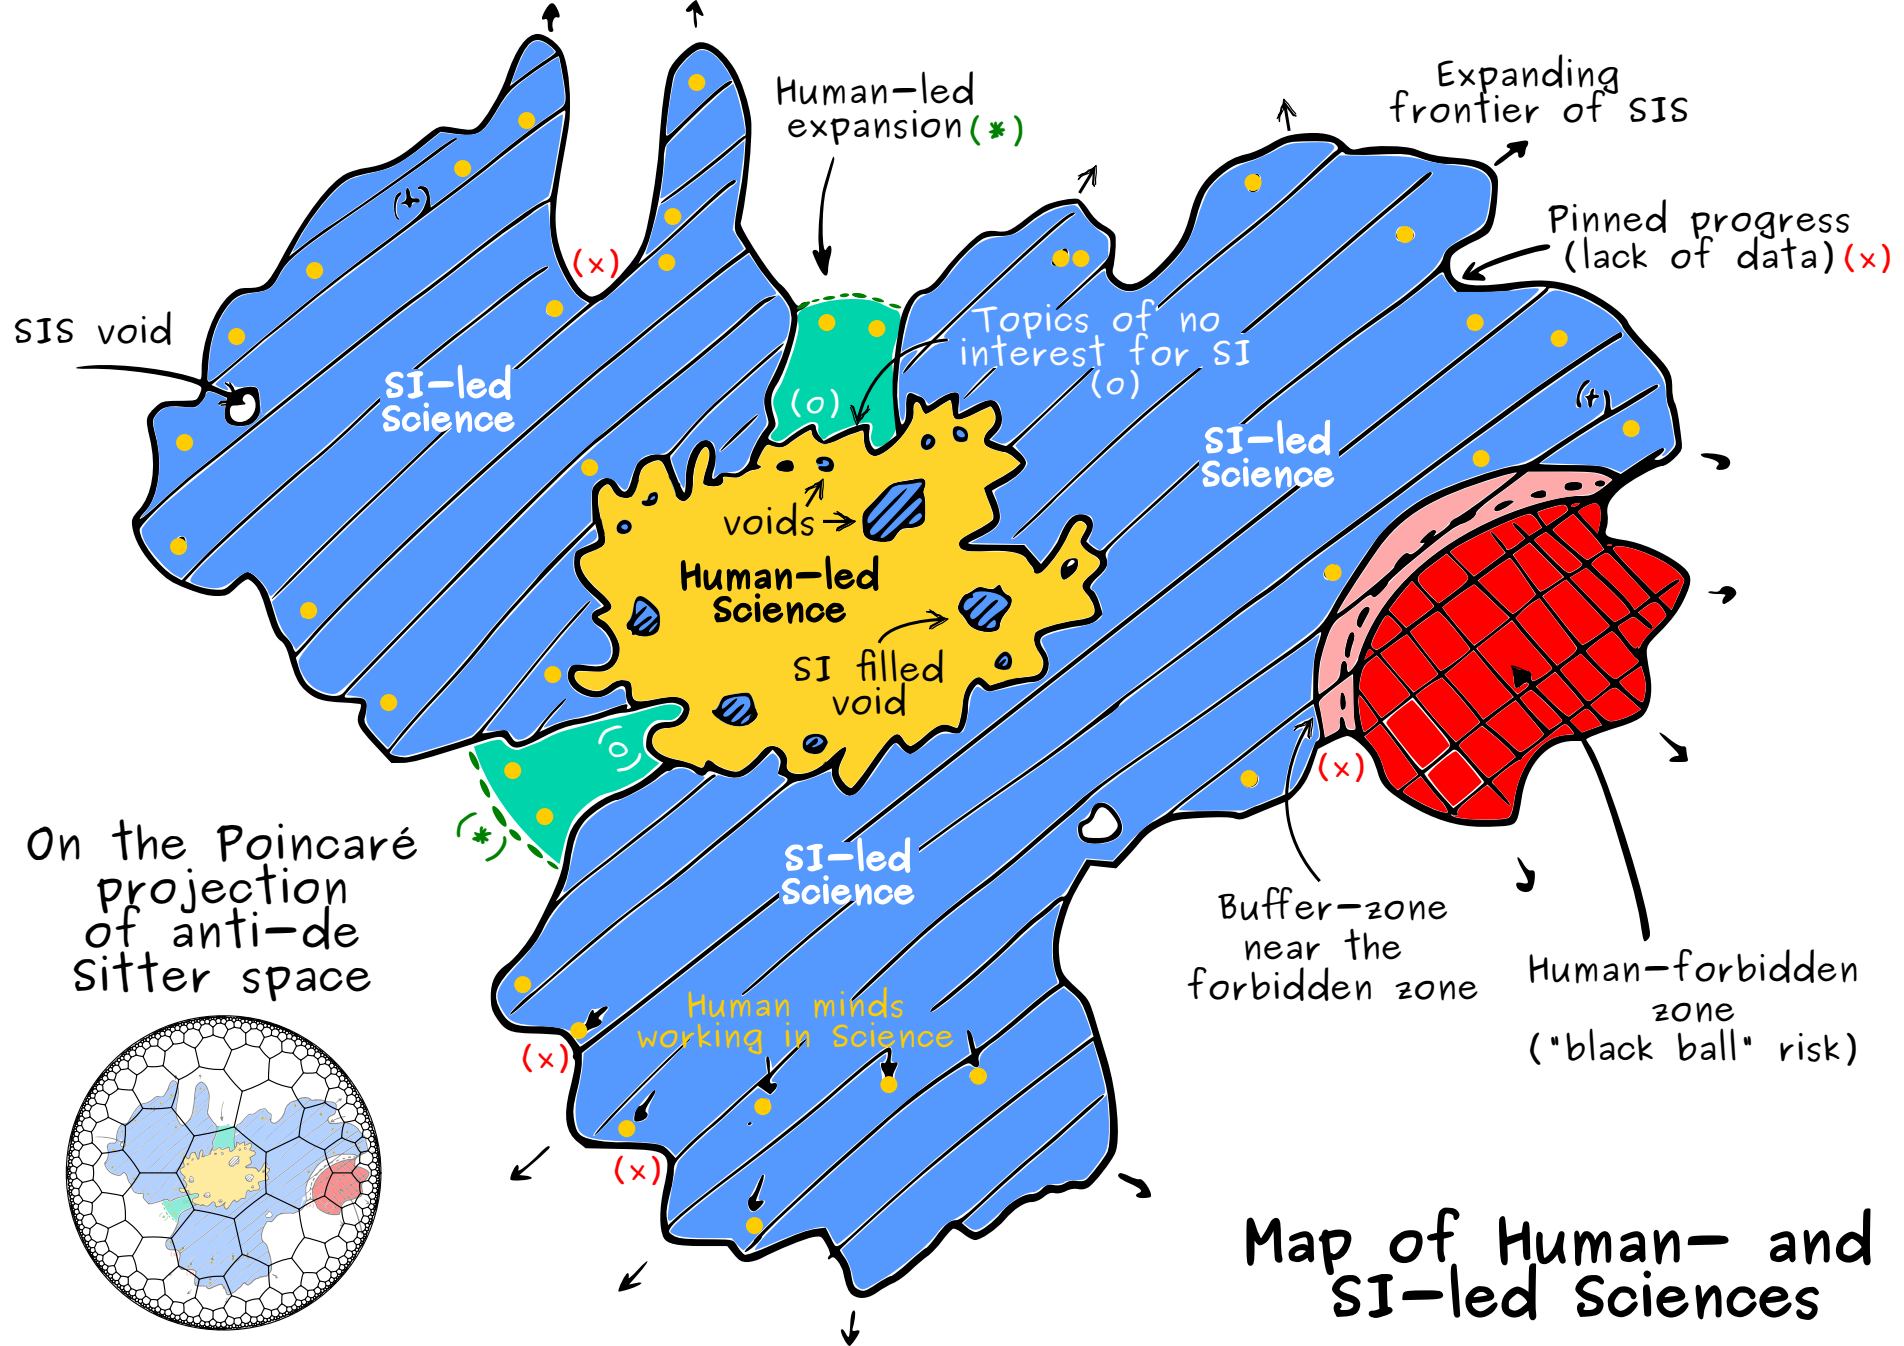 Human-led
expansion(*)
Expanding
frontier of SIS
Pinned progress
(lack of data)(x)
(+)
(x)
SIS void
SI-led
Science
Topics of no
interest for SI
(o)
(o)
(+)
SI-led
Science
voids
Human-led
Science
SI filled
void
(o)
(x)
(*)
On the Poincaré
projection
of anti-de
Sitter space
SI-led
Science
Buffer-zone
near the
forbidden zone
Human-forbidden
zone
("black ball" risk)
Human minds
working in Science
(x)
(x)
Map of Human- and
SI-led Sciences